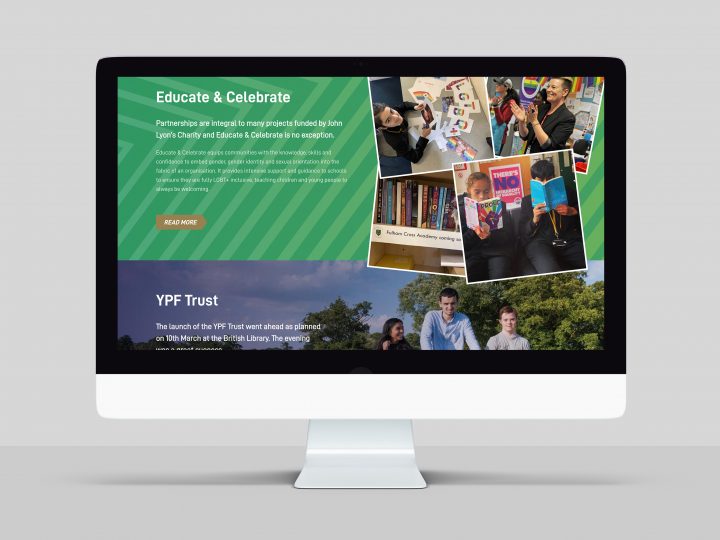 Educate & Celebrate
Partnerships are integral to many projects funded by John
Lyon's Charity and Educate & Celebrate is no exception.
Educate & Celebrate equips communities with the knowledge, skills and
confidence to embed gender, gender identity and sexual orientation into the
fabric of an organisation. It provides intensive support and guidance to schools
to ensure they are fully LGBT+ inclusive, teaching children and young people to
always be welcoming.
READ MORE
LGBT
THERE'S
NO
Fulham Cross Academy coming so
YPF Trust
The launch of the YPF Trust went ahead as planned
on 10th March at the British Library. The evening
was a great success